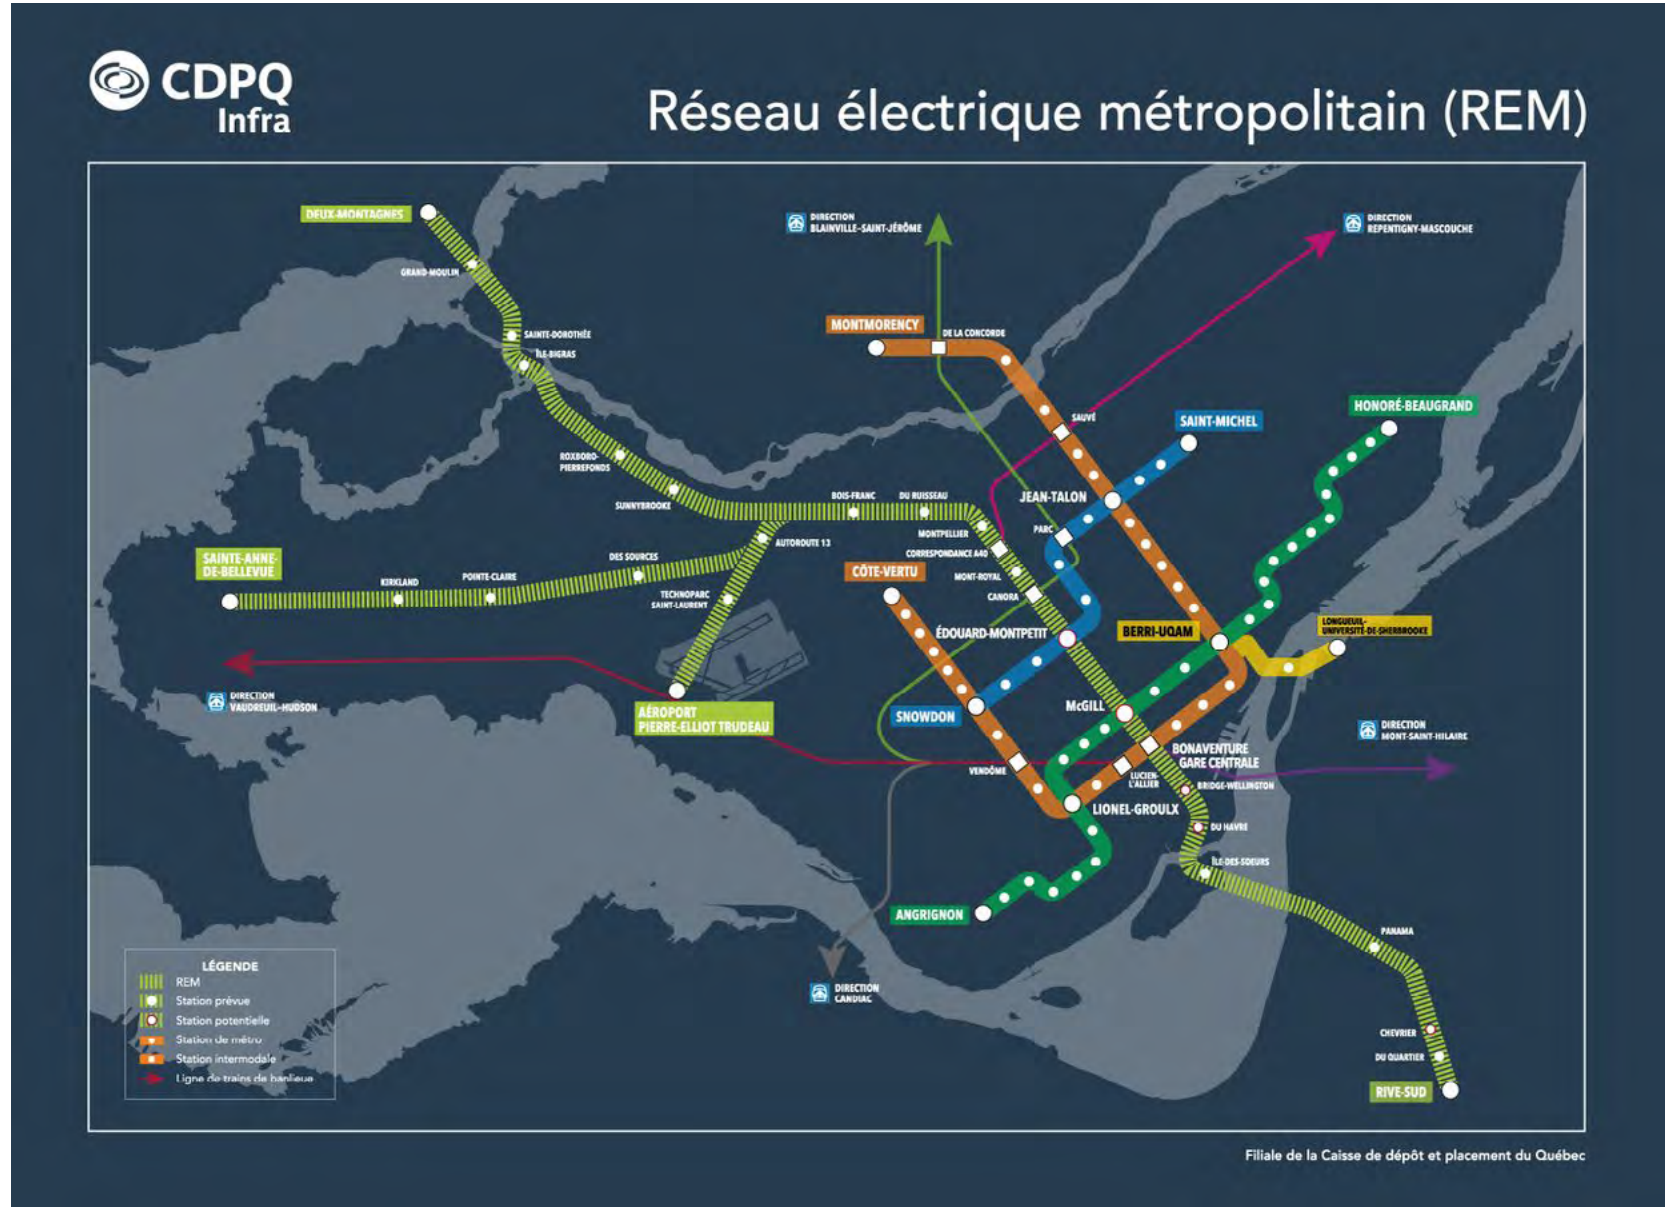 CDPQ
Infra
Réseau électrique métropolitain (REM)
DEUX-MONTAGNES
GRAND-MOULIN
SAINTE-DOROTHÉE
ÎLE-BIGRAS
ROXBORO-
PIERREFONDS
SUNNYBROOKE
DIRECTION
BLAINVILLE-SAINT-JÉRÔME
DIRECTION
REPENTIGNY-MASCOUCHE
MONTMORENCY
DE LA CONCORDE
SAUVÉ
SAINT-MICHEL
HONORÉ-BEAUGRAND
JEAN-TALON
PARC
BOIS-FRANC
DU RUISSEAU
MONTPELLIER
CORRESPONDANCE A40
MONT-ROYAL
CANORA
AUTOROUTE 13
SAINTE-ANNE-
DE-BELLEVUE
KIRKLAND
POINTE-CLAIRE
DES SOURCES
TECHNOPARC
SAINT-LAURENT
CÔTE-VERTU
ÉDOUARD-MONTPETIT
BERRI-UQAM
LONGUEUIL-
UNIVERSITÉ-DE-SHERBROOKE
DIRECTION
VAUDREUIL-HUDSON
AÉROPORT
PIERRE-ELLIOT TRUDEAU
SNOWDON
McGILL
DIRECTION
MONT-SAINT-HILAIRE
VENDÔME
LUCIEN-
L'ALLIER
BONAVENTURE
GARE CENTRALE
BRIDGE-WELLINGTON
LIONEL-GROULX
DU HAVRE
ÎLE-DES-SOEURS
ANGRIGNON
PANAMA
DIRECTION
CANDIAC
CHEVRIER
DU QUARTIER
RIVE-SUD
LÉGENDE
REM
Station prévue
Station potentielle
Station de métro
Station intermodale
Ligne de trains de banlieue
Filiale de la Caisse de dépôt et placement du Québec